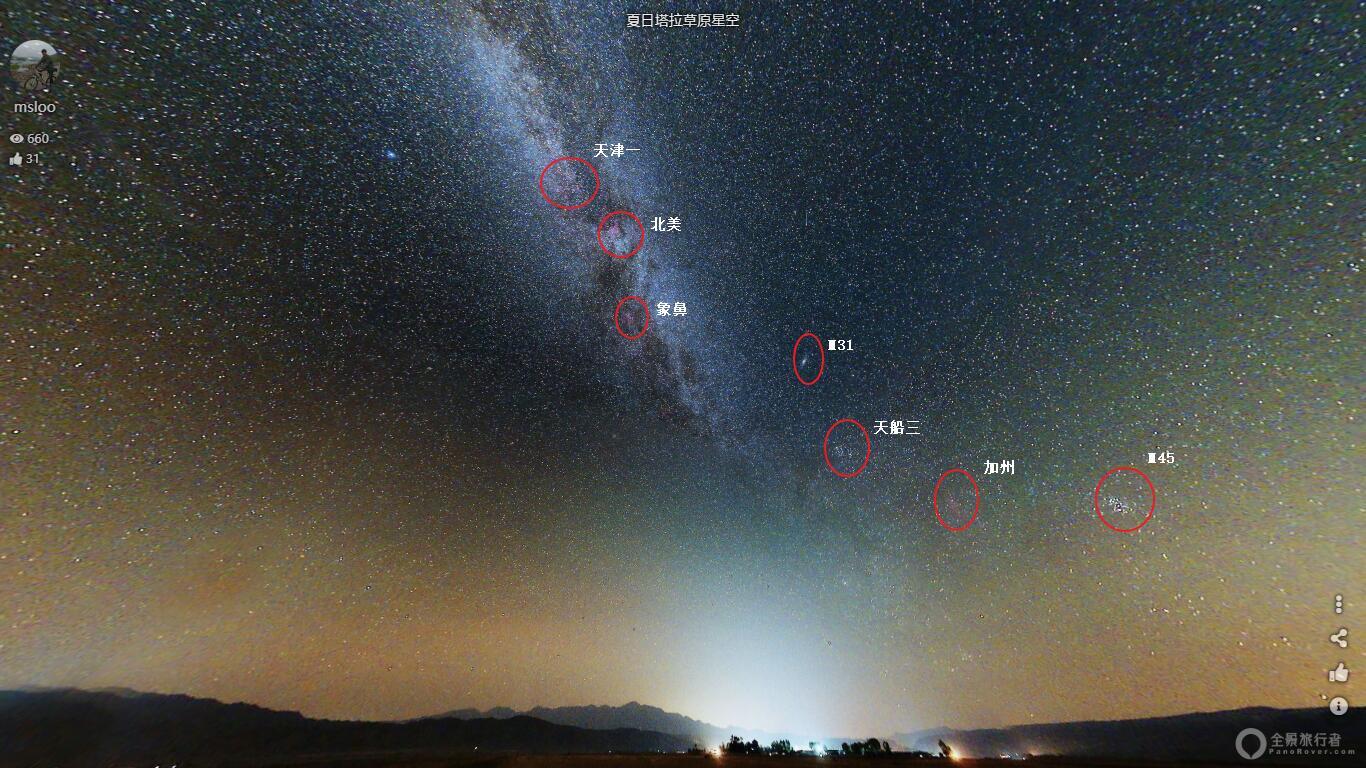 夏日塔拉草原星空
msloo
660
31
天津一
北美
象鼻
M31
天船三
加州
M45
全景旅行者
PanoRover.com